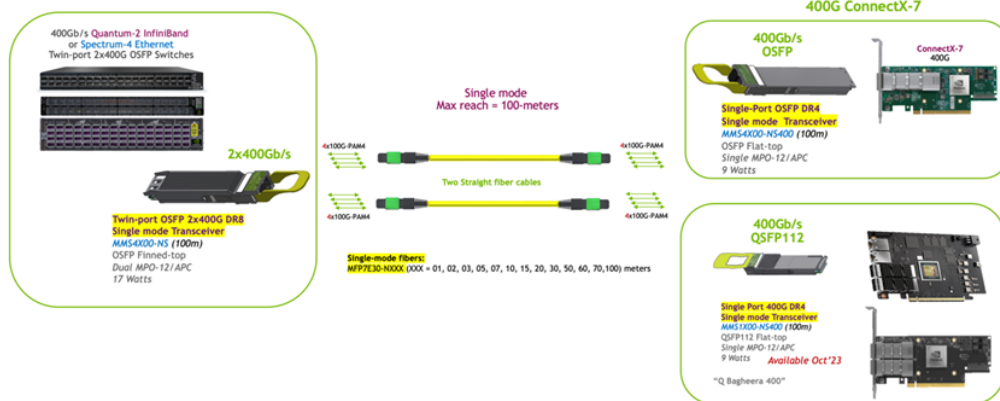 400Gb/s Quantum-2 InfiniBand
or Spectrum-4 Ethernet
Twin-port 2x400G OSFP Switches
2x400Gb/s
Twin-port OSFP 2x400G DR8
Single mode Transceiver
MMS4X00-NS (100m)
OSFP Finned-top
Dual MPO-12/APC
17 Watts
Single mode
Max reach = 100-meters
4x100G-PAM4
4x100G-PAM4
Two Straight fiber cables
4x100G-PAM4
4x100G-PAM4
Single-mode fibers:
MFP7E30-NXXX (XXX = 01, 02, 03, 05, 07, 10, 15, 20, 30, 50, 60, 70,100) meters
400G ConnectX-7
400Gb/s
OSFP
ConnectX-7
400G
Single-Port OSFP DR4
Single mode Transceiver
MMS4X00-NS400 (100m)
OSFP Flat-top
Single MPO-12/APC
9 Watts
400Gb/s
QSFP112
Single Port 400G DR4
Single mode Transceiver
MMS1X00-NS400 (100m)
QSFP112 Flat-top
Single MPO-12/APC
9 Watts Available Oct'23
"Q Bagheera 400"